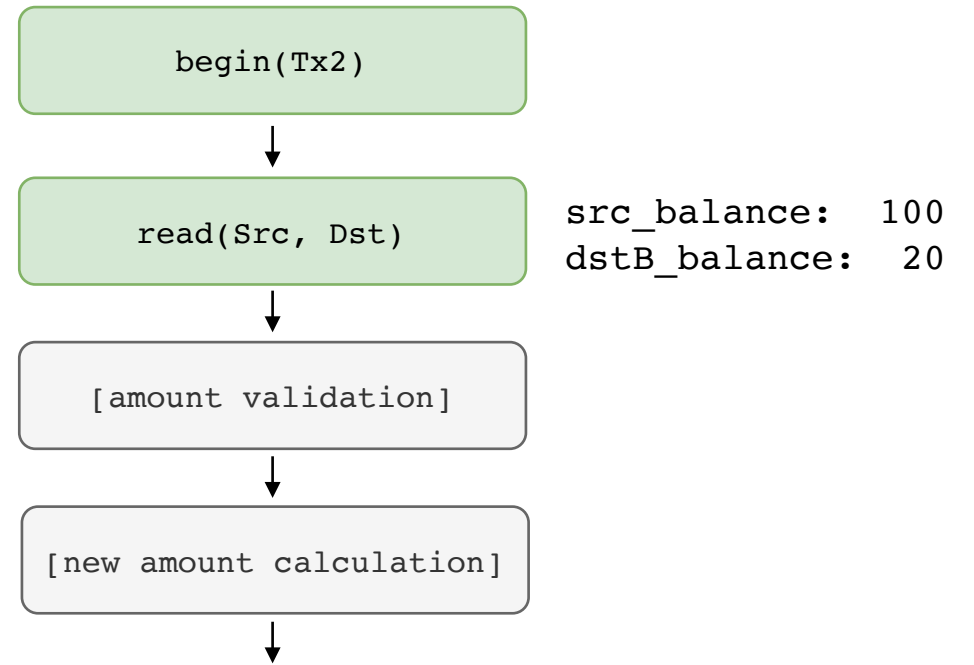 begin(Tx2)
read(Src, Dst)
src_balance: 100
dstB_balance: 20
[amount validation]
[new amount calculation]